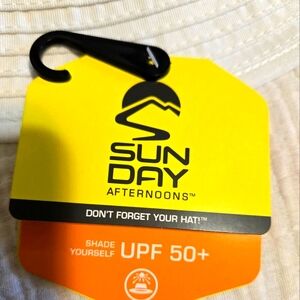 SUN
DAY
AFTERNOONS™
DON'T FORGET YOUR HAT!™
SHADE
YOURSELF UPF 50+